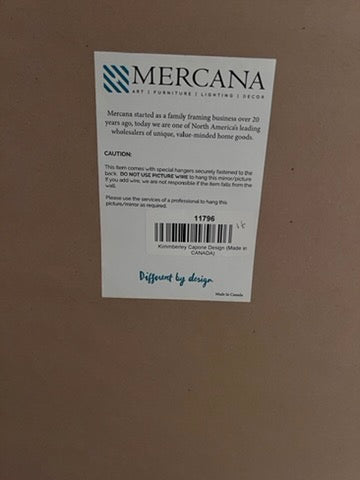 MERCANA
ART | FURNITURE | LIGHTING | DECOR
Mercana started as a family framing business over 20
years ago, today we are one of North America's leading
wholesalers of unique, value-minded home goods.
CAUTION:
This item comes with special hangers securely fastened to the
back. DO NOT USE PICTURE WIRE to hang this mirror/picture
If you add wire, we are not responsible if the item falls from the
wall.
Please use the services of a professional to hang this
picture/mirror as required.
11796
Kimmberley Capone Design (Made in
CANADA)
Different by design
Made in Canada